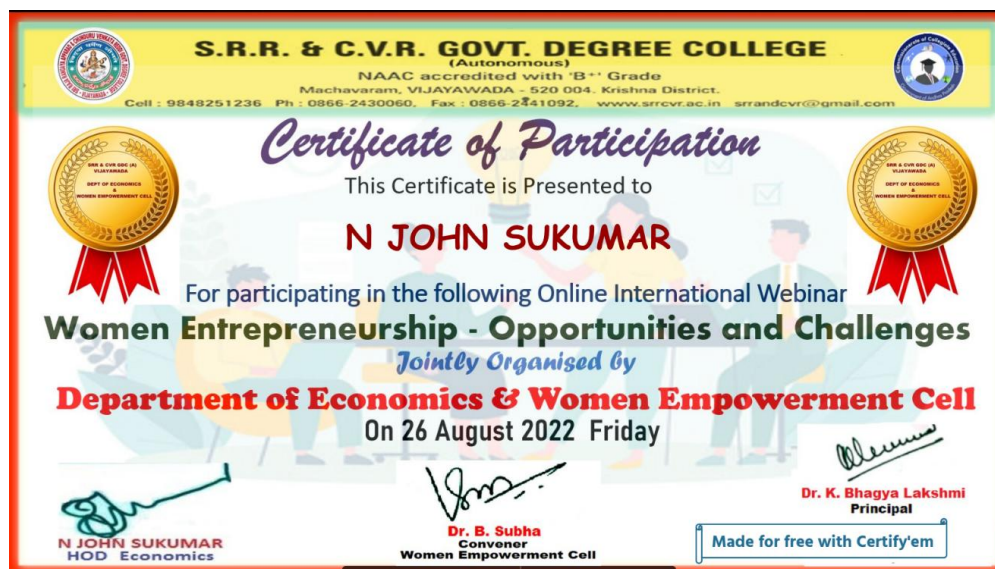 S.R.R. & C.V.R. GOVT. DEGREE COLLEGE
(Autonomous)
NAAC accredited with 'B+' Grade
Machavaram, VIJAYAWADA - 520 004. Krishna District.
Cell : 9848251236 Ph : 0866-2430060, Fax : 0866-2441092, www.srrcvr.ac.in srrandcvr@gmail.com
Certificate of Participation
This Certificate is Presented to
SRR & CVR GDC (A)
VIJAYAWADA
DEPT OF ECONOMICS
&
WOMEN EMPOWERMENT CELL
SRR & CVR GDC (A)
VIJAYAWADA
DEPT OF ECONOMICS
&
WOMEN EMPOWERMENT CELL
N JOHN SUKUMAR
For participating in the following Online International Webinar
Women Entrepreneurship - Opportunities and Challenges
Jointly Organised by
Department of Economics & Women Empowerment Cell
On 26 August 2022 Friday
N JOHN SUKUMAR
HOD Economics
Dr. B. Subha
Convener
Women Empowerment Cell
Dr. K. Bhagya Lakshmi
Principal
Made for free with Certify'em